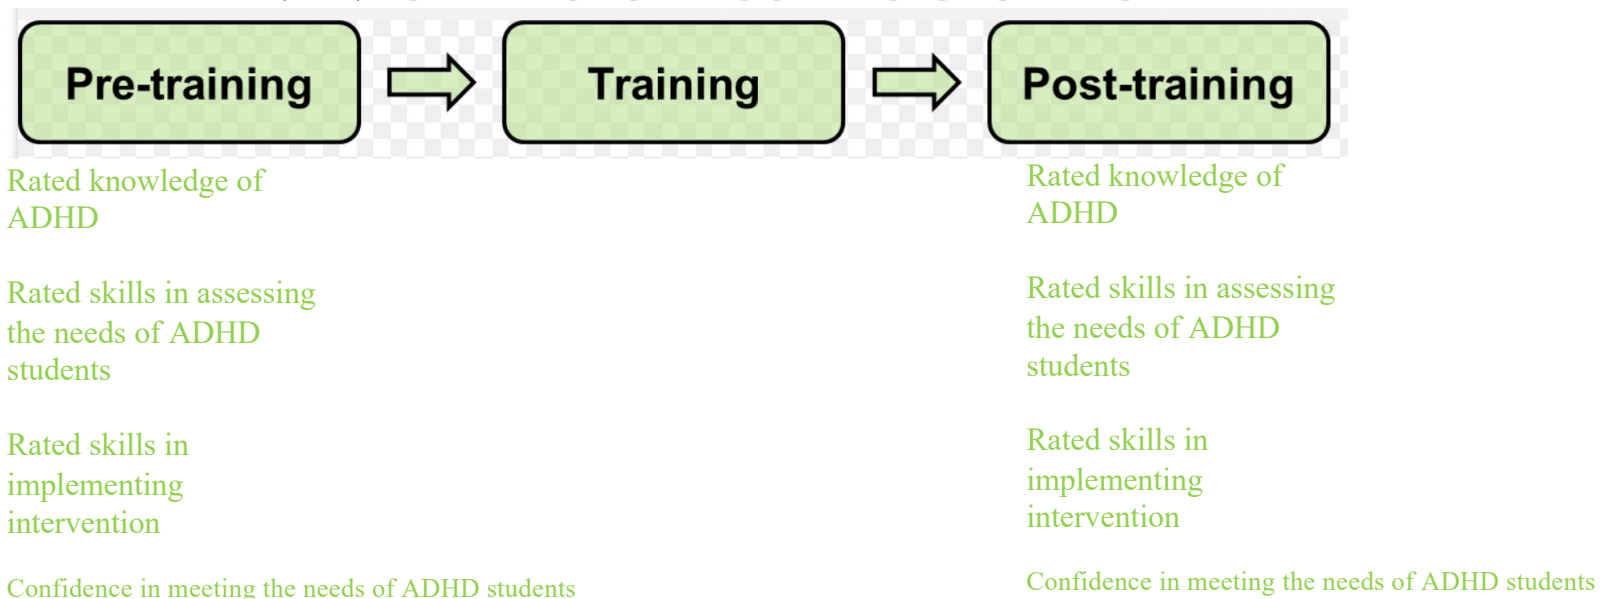 Pre-training
Training
Post-training
Rated knowledge of
ADHD
Rated skills in assessing
the needs of ADHD
students
Rated skills in
implementing
intervention
Confidence in meeting the needs of ADHD students
Rated knowledge of
ADHD
Rated skills in assessing
the needs of ADHD
students
Rated skills in
implementing
intervention
Confidence in meeting the needs of ADHD students